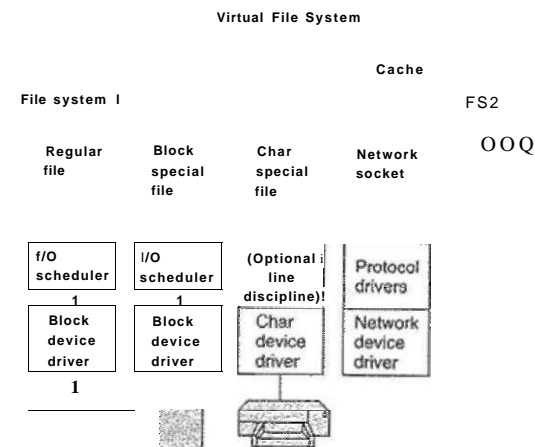 Virtual File System
Cache
File system I
FS2
OOQ
Regular
file
Block
special
file
Char
special
file
Network
socket
f/O
scheduler
1
I/O
scheduler
1
(Optional i
line
discipline)!
Protocol
drivers
Block
device
driver
1
Block
device
driver
Char
device
driver
Network
device
driver